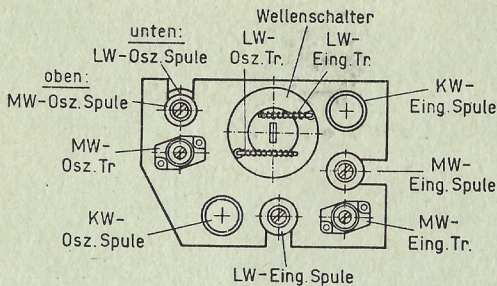 Wellenschalter
unten:
LW-Osz.Spule
LW-
Osz.Tr.
LW-
Eing.Tr.
oben:
MW-Osz.Spule
KW-
Eing.Spule
MW-
Osz.Tr
MW-
Eing.Spule
KW-
Osz.Spule
MW-
Eing.Tr.
LW-Eing.Spule